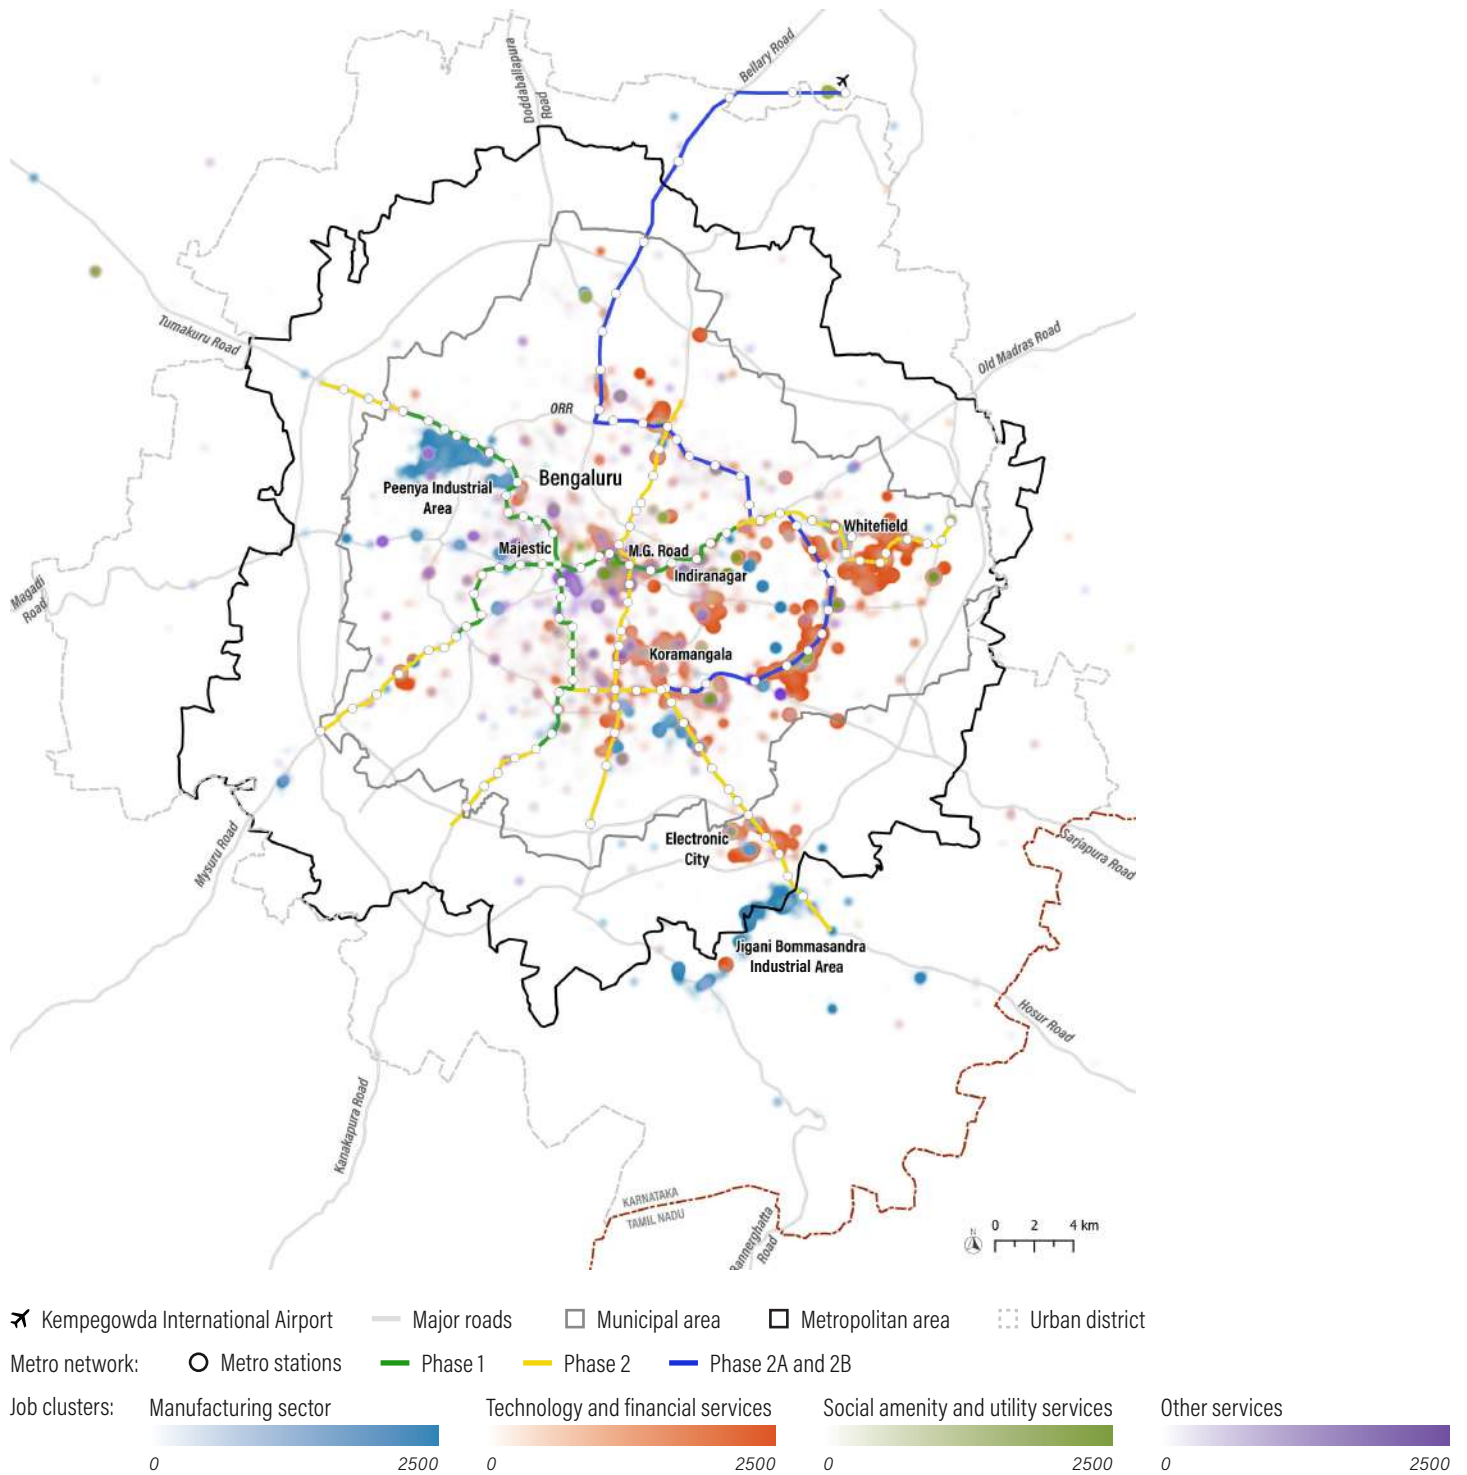 Bellary Road
Doddaballapura
Road
Tumakuru Road
Old Madras Road
ORR
Bengaluru
Peenya Industrial
Area
Whitefield
Majestic
M.G. Road
Indiranagar
Magadi
Road
Koramangala
Electronic
City
Mysuru Road
Sarjapura Road
Jigani Bommasandra
Industrial Area
Hosur Road
Kanakapura Road
KARNATAKA
TAMIL NADU
Bannerghatta
Road
N
0 2 4 km
Kempegowda International Airport Major roads Municipal area Metropolitan area Urban district
Metro network: Metro stations Phase 1 Phase 2 Phase 2A and 2B
Job clusters: Manufacturing sector Technology and financial services Social amenity and utility services Other services
0 2500 0 2500 0 2500 0 2500